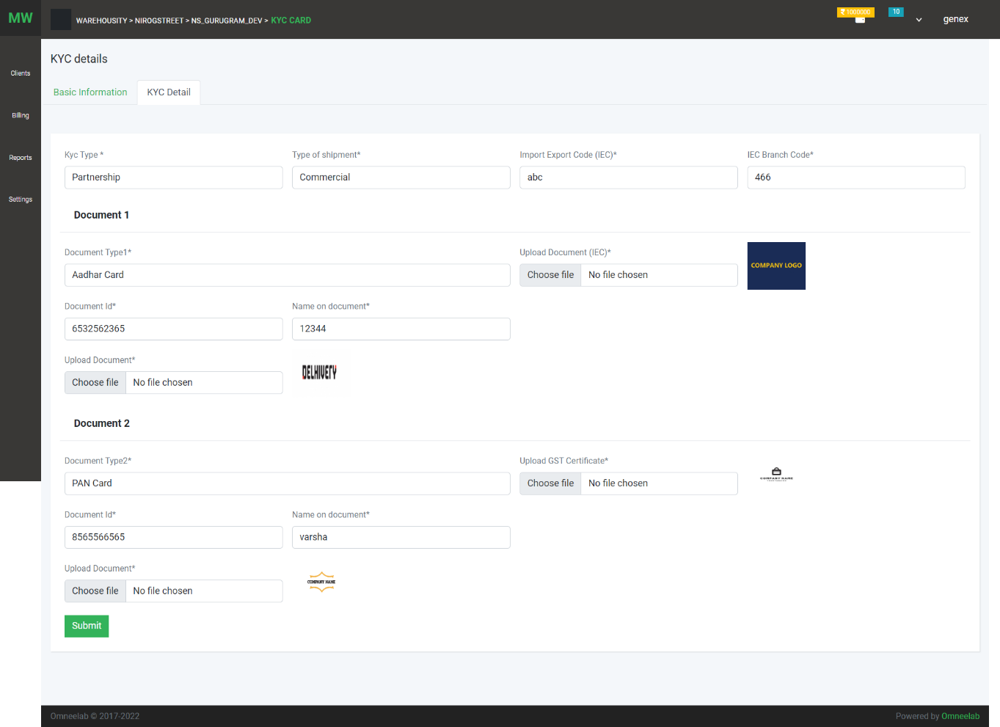 MW
WAREHOUSITY > NIROGSTREET > NS_GURUGRAM_DEV > KYC CARD
₹ 1000000
10
genex
Clients
Billing
Reports
Settings
KYC details
Basic Information
KYC Detail
Kyc Type *
Type of shipment*
Import Export Code (IEC)*
IEC Branch Code*
Partnership
Commercial
abc
466
Document 1
Document Type1*
Upload Document (IEC)*
Aadhar Card
Choose file No file chosen
COMPANY LOGO
Document Id*
Name on document*
6532562365
12344
Upload Document*
Choose file No file chosen
DELHIVERY
Document 2
Document Type2*
Upload GST Certificate*
PAN Card
Choose file No file chosen
COMPANY NAME
Document Id*
Name on document*
8565566565
varsha
Upload Document*
Choose file No file chosen
COMPANY NAME
Submit
Omneelab © 2017-2022
Powered by Omneelab